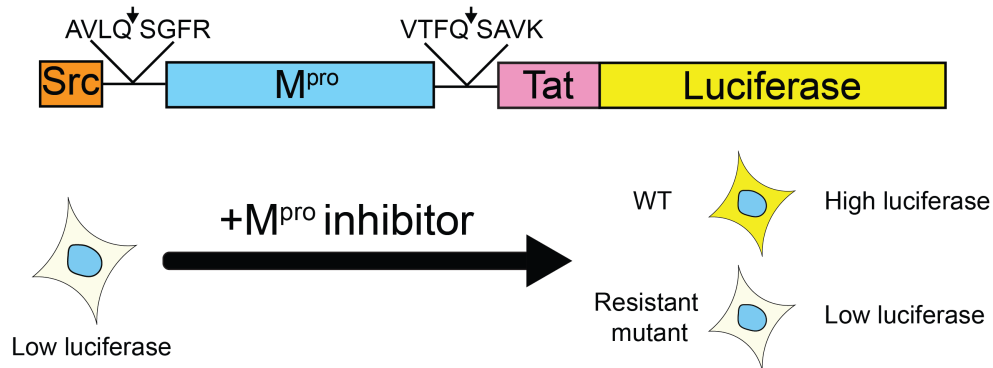 AVLQ SGFR VTFQ SAVK
Src Mpro Tat Luciferase
+Mpro inhibitor
WT High luciferase
Resistant
mutant Low luciferase
Low luciferase